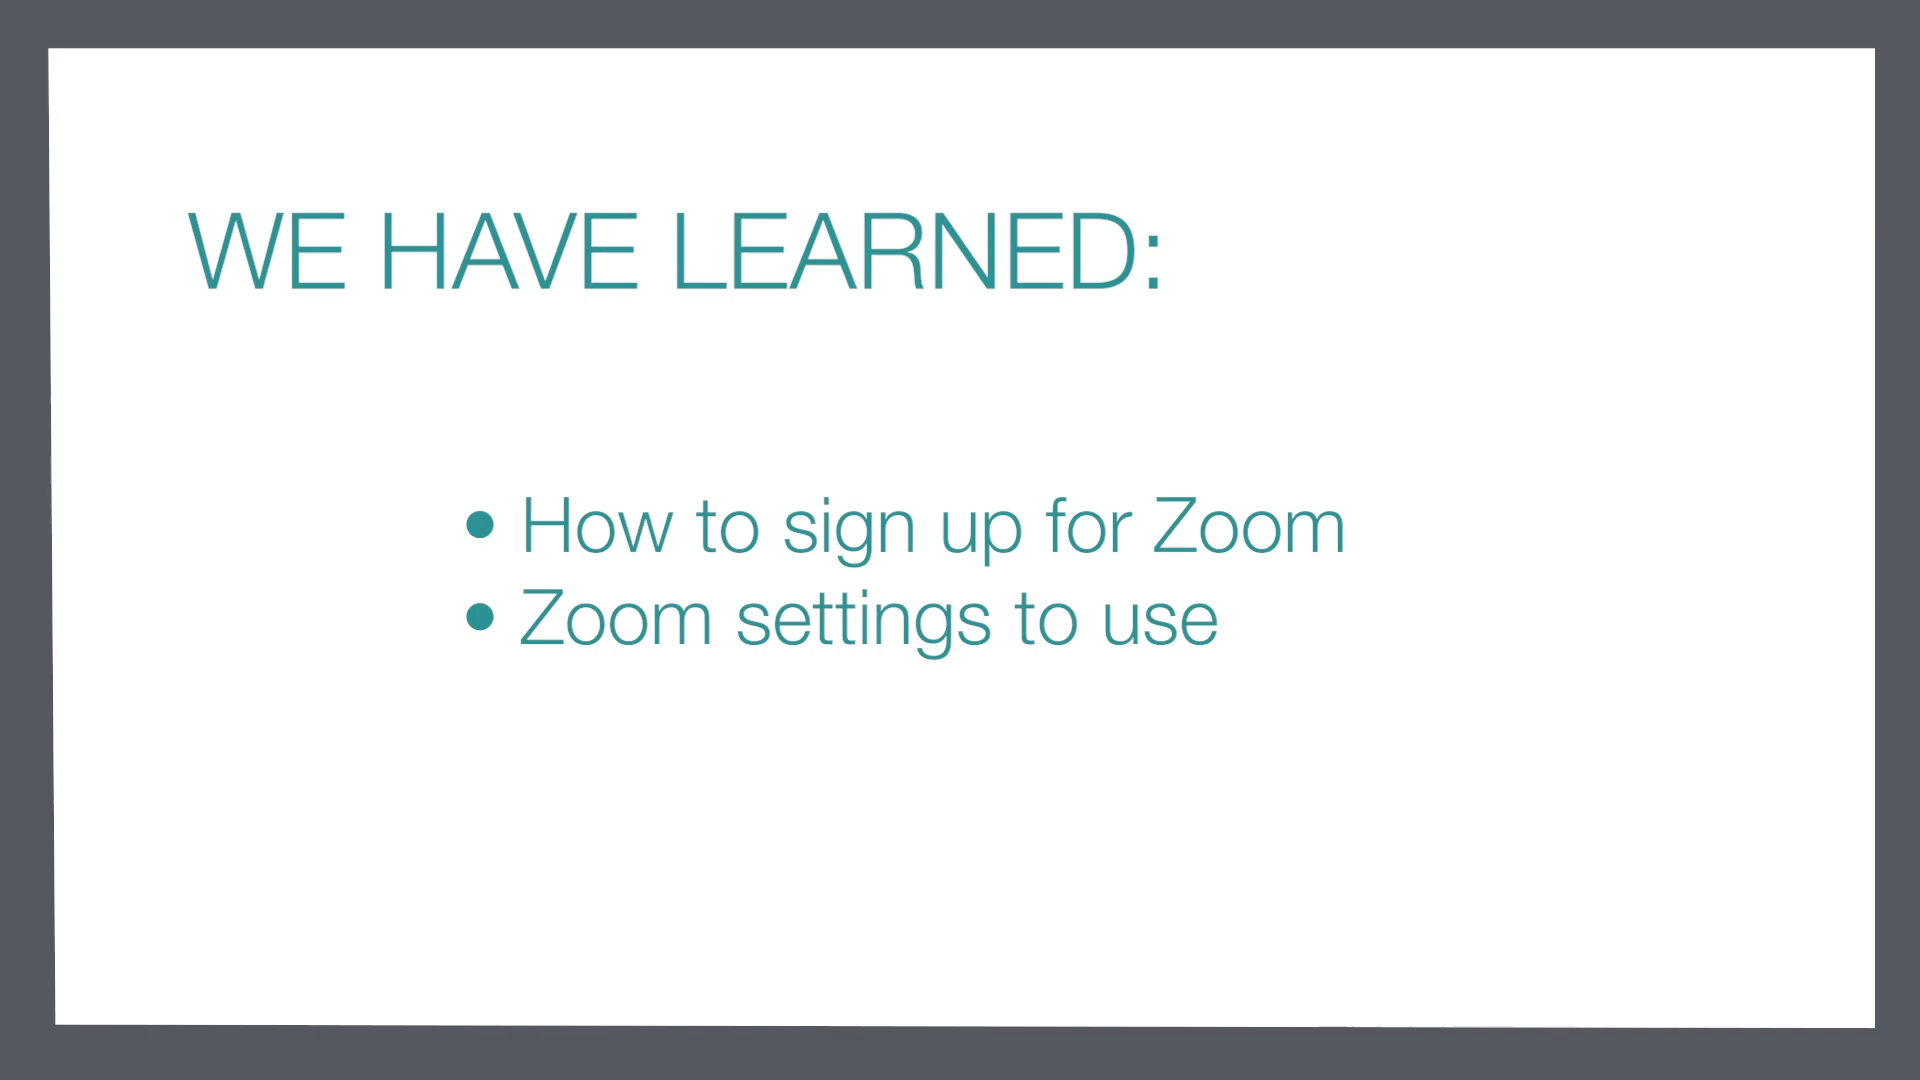 WE HAVE LEARNED:
• How to sign up for Zoom
• Zoom settings to use